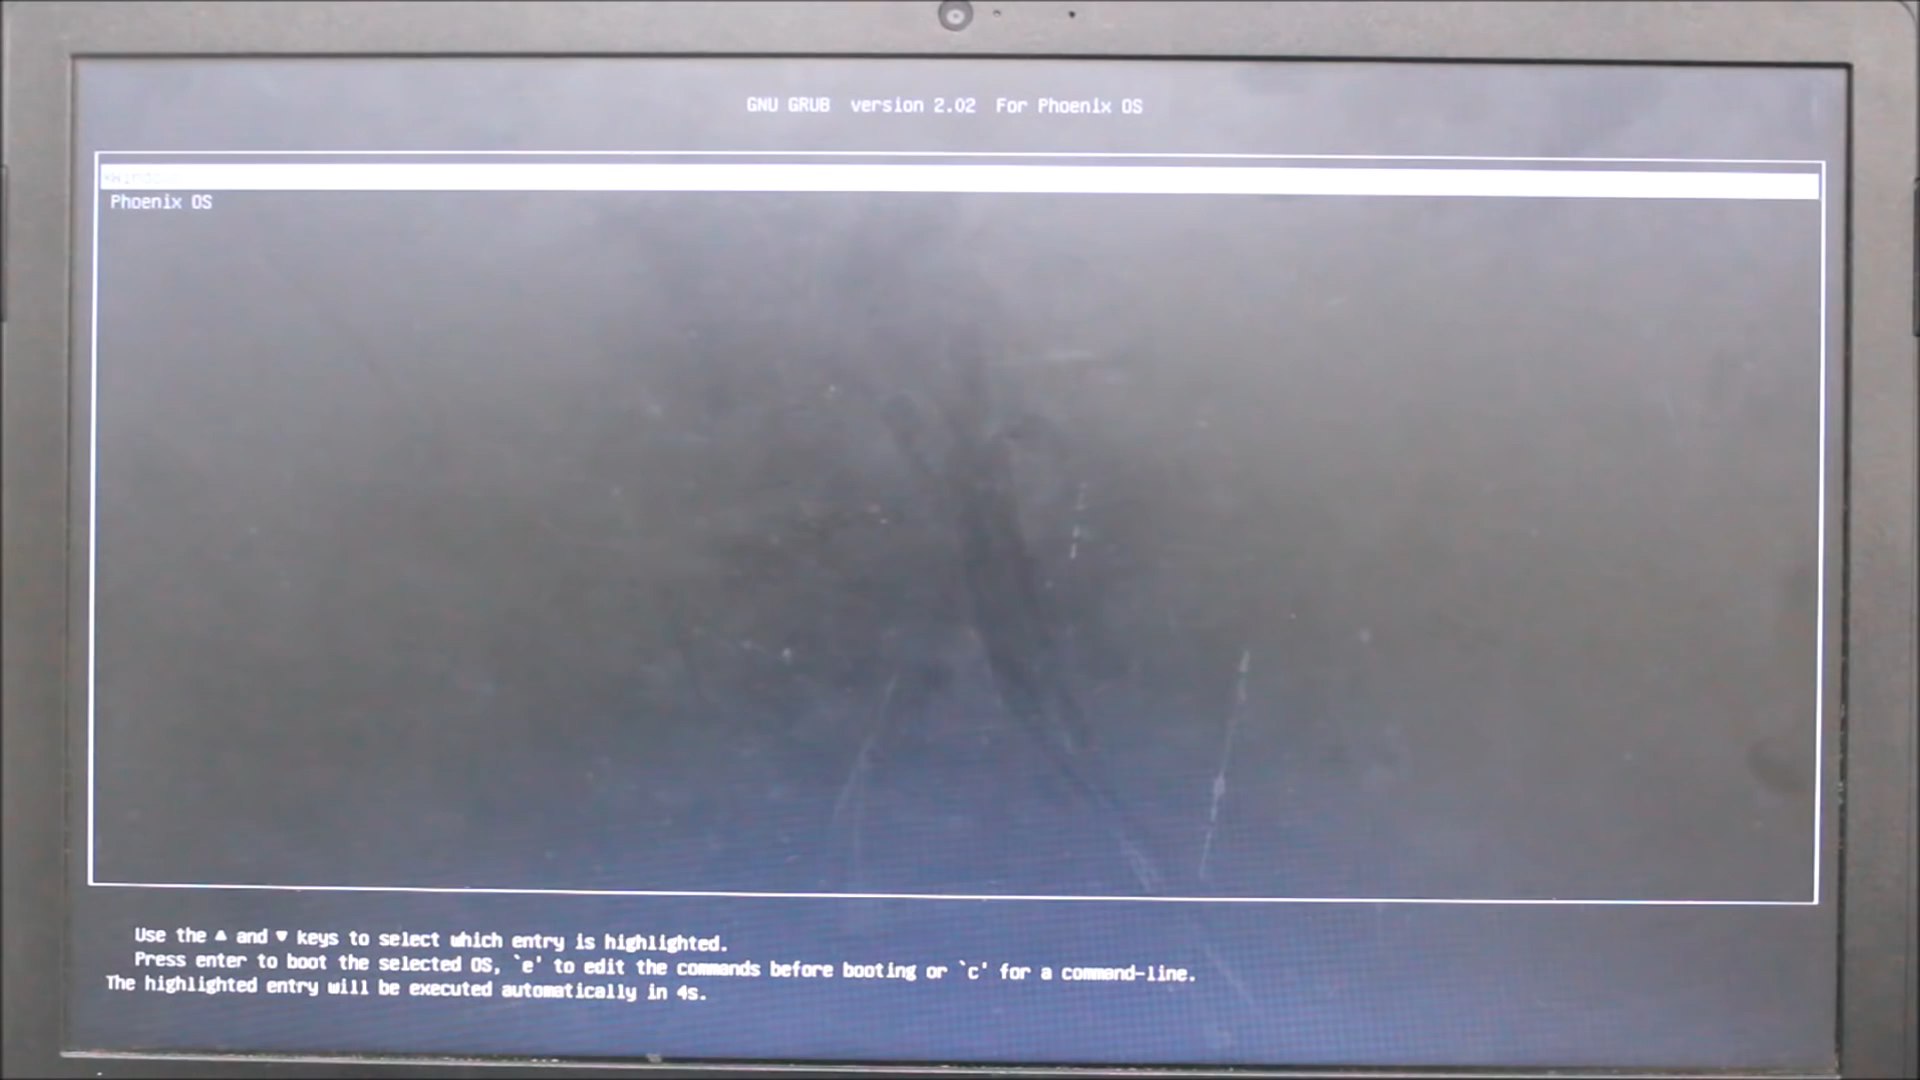 GNU GRUB version 2.02 For Phoenix OS
Phoenix OS
Use the ▲ and ▼ keys to select which entry is highlighted.
Press enter to boot the selected OS, `e' to edit the commands before booting or `c' for a command-line.
The highlighted entry will be executed automatically in 4s.